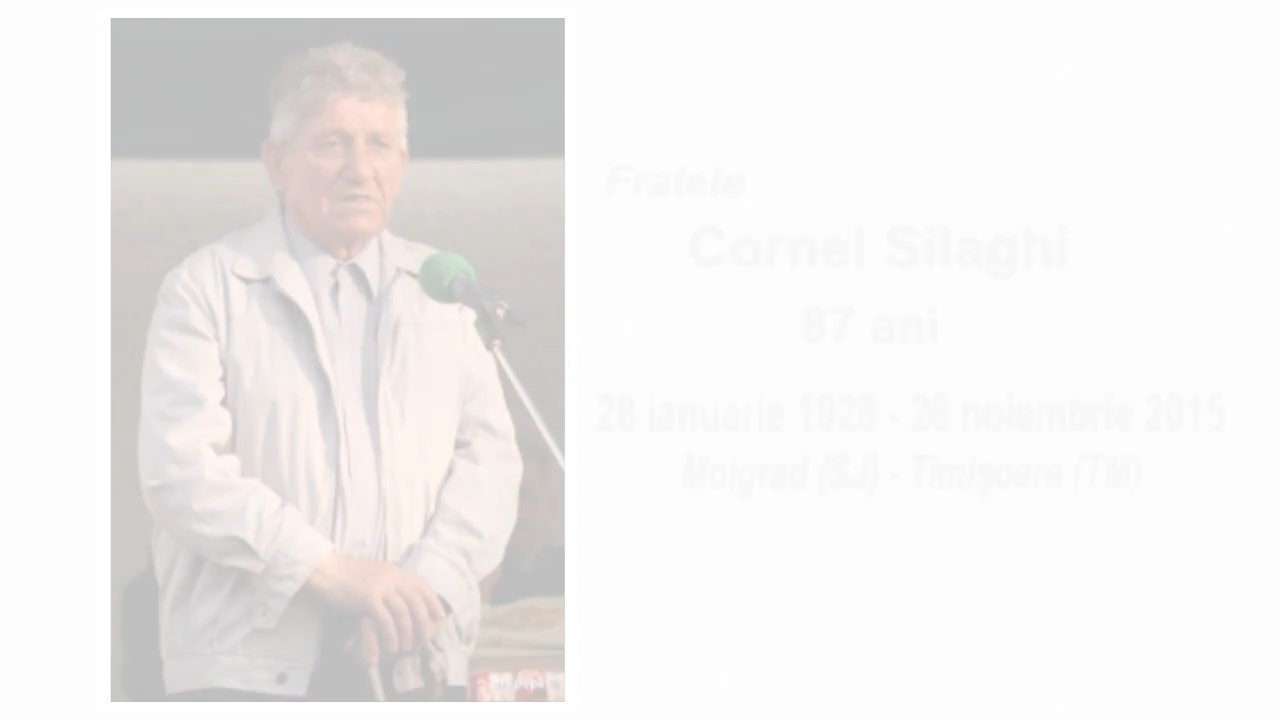 Fratele
Cornel Silaghi
87 ani
28 ianuarie 1928 - 26 noiembrie 2015
Moigrad (SJ) - Timișoara (TM)